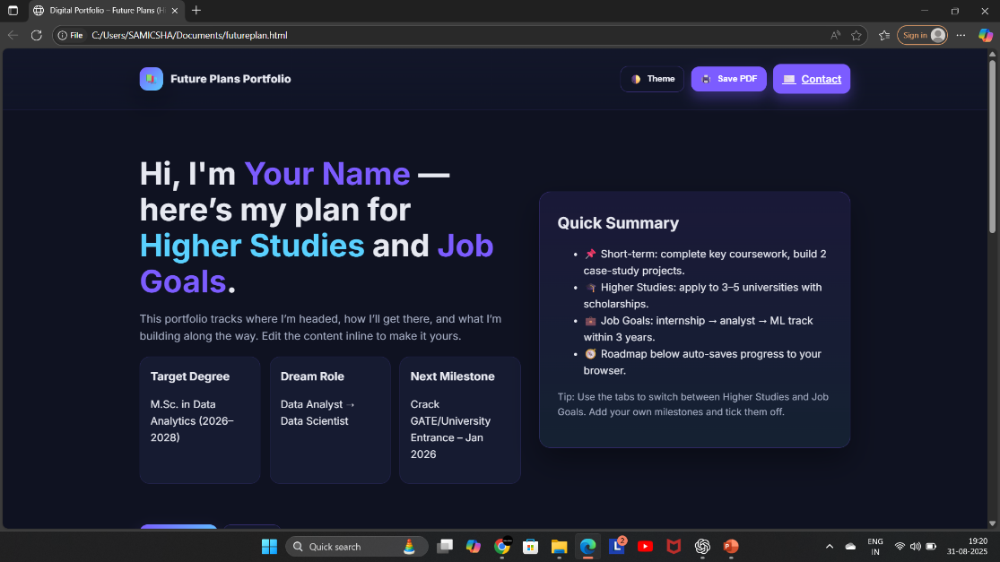 Digital Portfolio – Future Plans (H
File
C:/Users/SAMICSHA/Documents/futureplan.html
Sign in
Future Plans Portfolio
Theme
Save PDF
Contact
Hi, I'm Your Name —
here’s my plan for
Higher Studies and Job
Goals.
This portfolio tracks where I’m headed, how I’ll get there, and what I’m
building along the way. Edit the content inline to make it yours.
Target Degree
M.Sc. in Data
Analytics (2026–
2028)
Dream Role
Data Analyst →
Data Scientist
Next Milestone
Crack
GATE/University
Entrance – Jan
2026
Quick Summary
• 📌 Short-term: complete key coursework, build 2
case-study projects.
• 🎓 Higher Studies: apply to 3–5 universities with
scholarships.
• 💼 Job Goals: internship → analyst → ML track
within 3 years.
• 🧭 Roadmap below auto-saves progress to your
browser.
Tip: Use the tabs to switch between Higher Studies and Job
Goals. Add your own milestones and tick them off.
Quick search
L
2
ENG
IN
19:20
31-08-2025